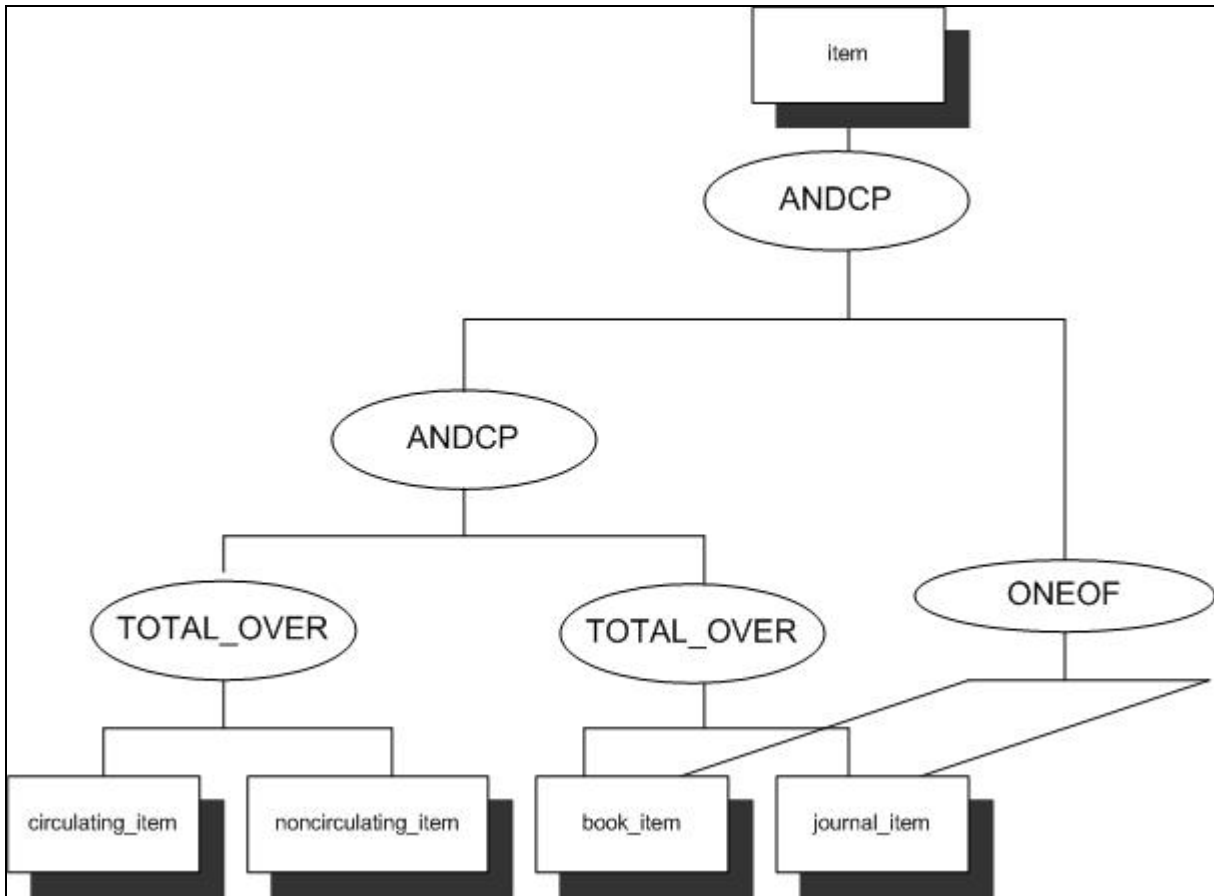 item
ANDCP
ANDCP
TOTAL_OVER
TOTAL_OVER
ONEOF
circulating_item
noncirculating_item
book_item
journal_item